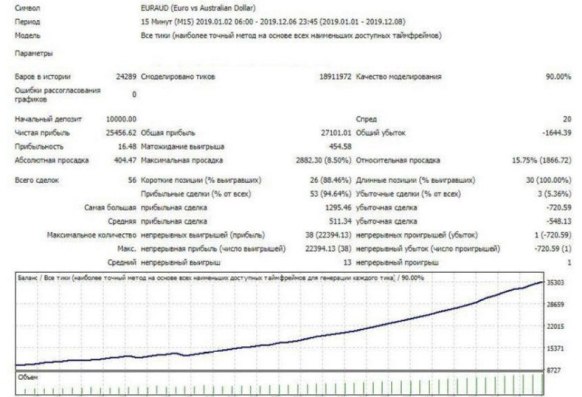 Символ EURAUD (Euro vs Australian Dollar)
Период 15 Минут (M15) 2019.01.02 06:00 - 2019.12.06 23:45 (2019.01.01 - 2019.12.08)
Модель Все тики (наиболее точный метод на основе всех наименьших доступных таймфреймов)
Параметры
Баров в истории 24289 Смоделировано тиков 18911972 Качество моделирования 90.00%
Ошибки рассогласования графиков 0
Начальный депозит 10000.00 Спред 20
Чистая прибыль 25456.62 Общая прибыль 27101.01 Общий убыток -1644.39
Прибыльность 16.48 Матожидание выигрыша 454.58
Абсолютная просадка 404.47 Максимальная просадка 2882.30 (8.50%) Относительная просадка 15.75% (1866.72)
Всего сделок 56 Короткие позиции (% выигравших) 26 (88.46%) Длинные позиции (% выигравших) 30 (100.00%)
Прибыльные сделки (% от всех) 53 (94.64%) Убыточные сделки (% от всех) 3 (5.36%)
Самая большая прибыльная сделка 1295.46 убыточная сделка -720.59
Средняя прибыльная сделка 511.34 убыточная сделка -548.13
Максимальное количество непрерывных выигрышей (прибыль) 38 (22394.13) непрерывных проигрышей (убыток) 1 (-720.59)
Макс. непрерывная прибыль (число выигрышей) 22394.13 (38) непрерывный убыток (число проигрышей) -720.59 (1)
Средний непрерывный выигрыш 13 непрерывный проигрыш 1
Баланс / Все тики (наиболее точный метод на основе всех наименьших доступных таймфреймов для генерации каждого тика) / 90.00%
35303
28659
22015
15371
8727
Объем